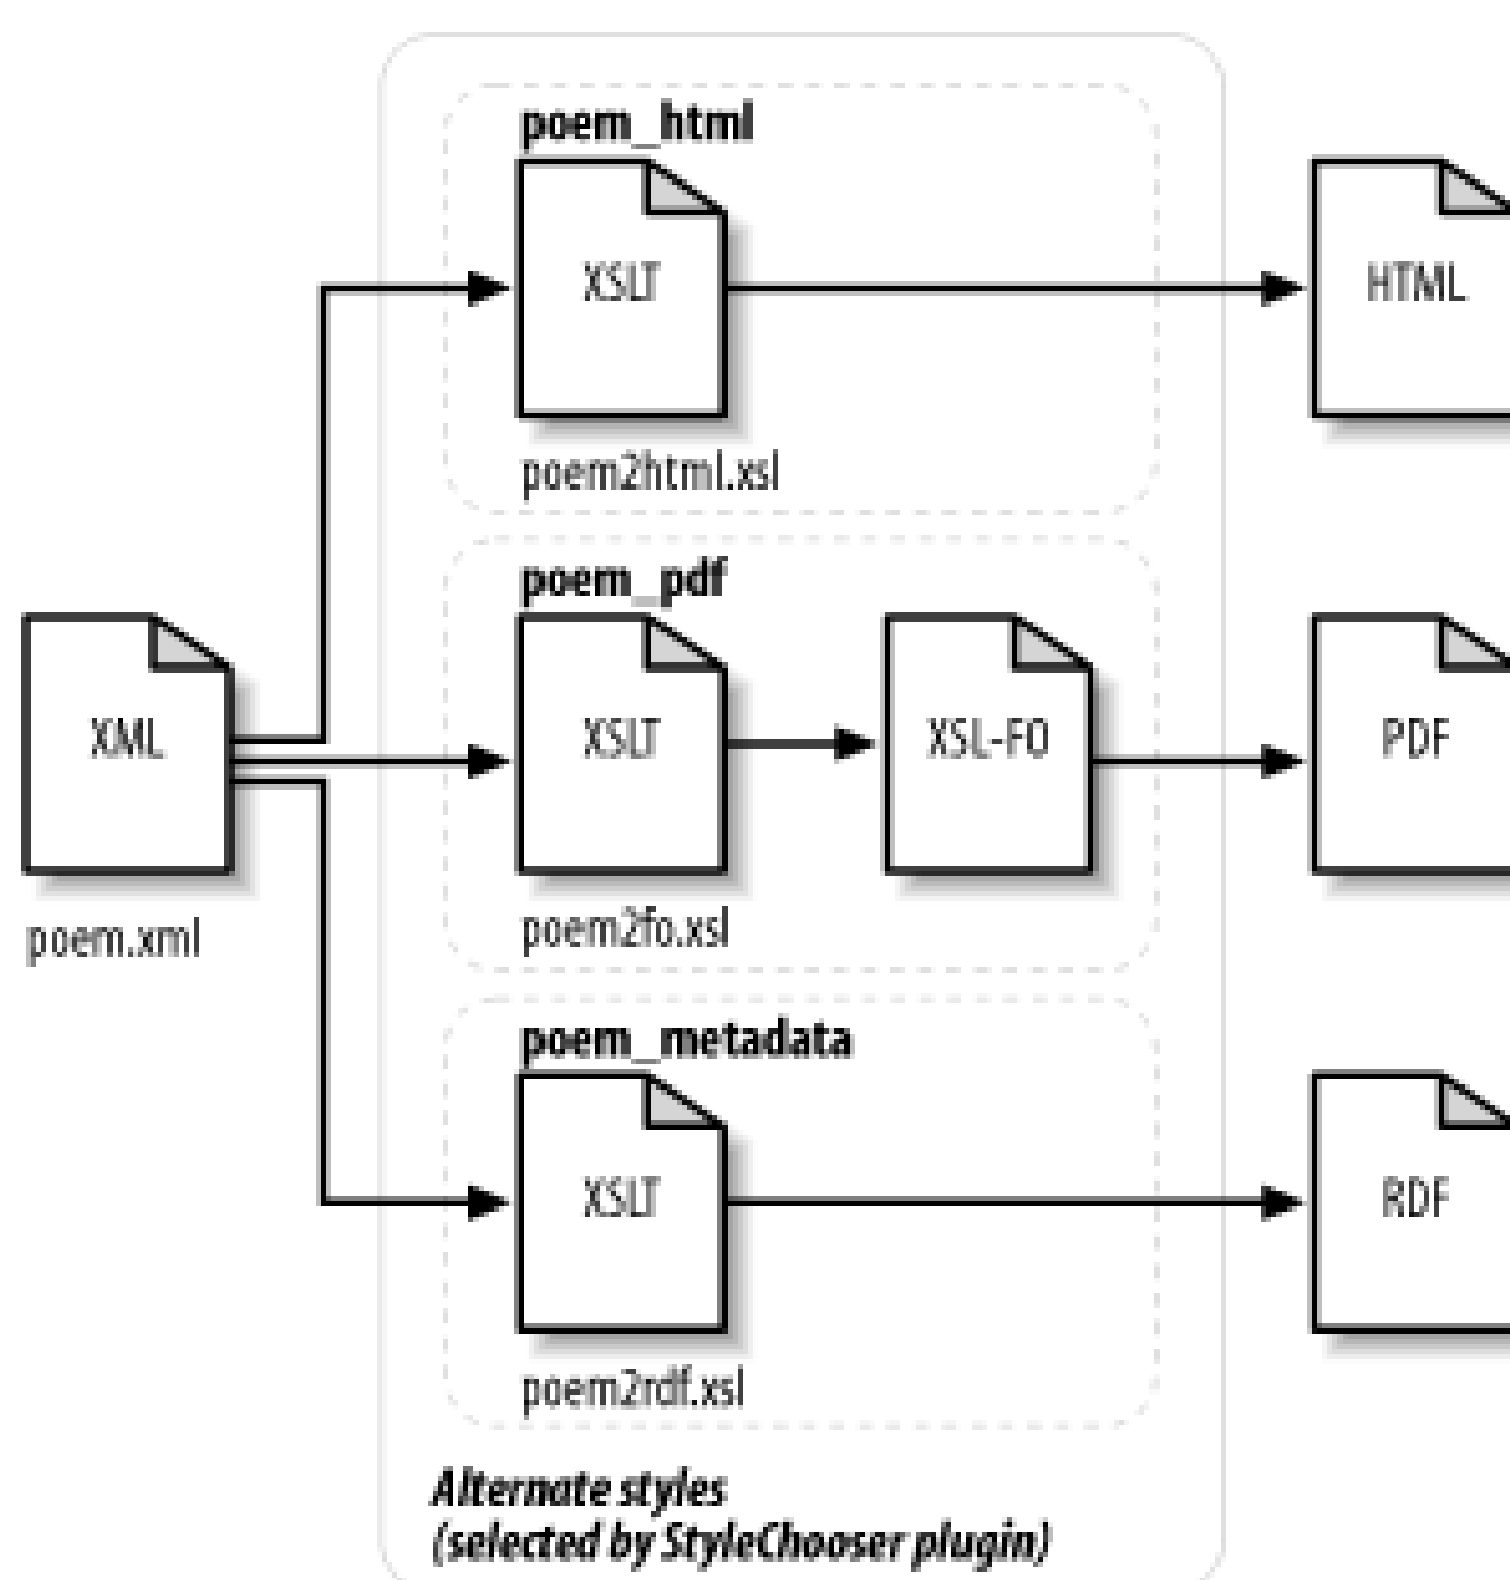 poem_html
XSLT
HTML
poem2html.xsl
poem_pdf
XML
XSLT
XSL-FO
PDF
poem.xml
poem2fo.xsl
poem_metadata
XSLT
RDF
poem2rdf.xsl
Alternate styles
(selected by StyleChooser plugin)